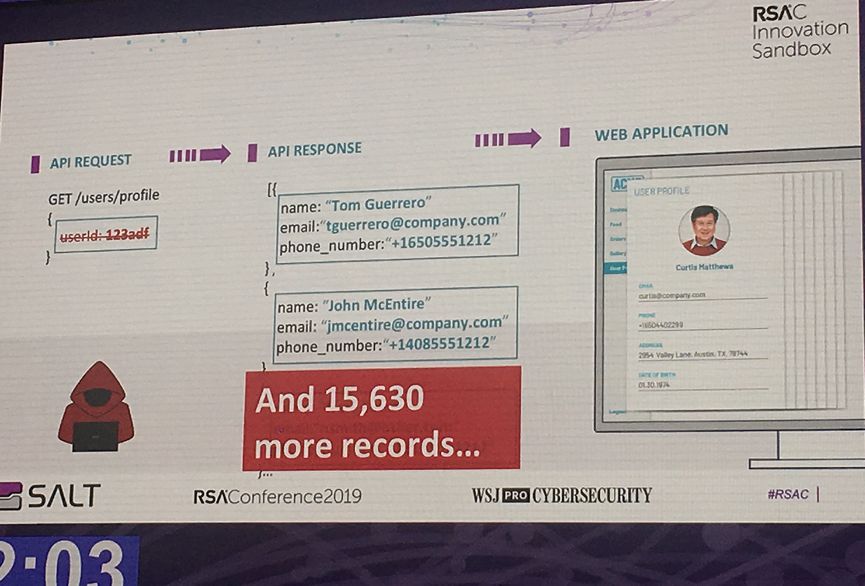 RSAC
Innovation
Sandbox
API REQUEST
API RESPONSE
WEB APPLICATION
GET /users/profile
{
userId: 123adf
}
[{
name: "Tom Guerrero"
email:"tguerrero@company.com"
phone_number:"+16505551212"
},
{
name: "John McEntire"
email: "jmcentire@company.com"
phone_number:"+14085551212"
}
And 15,630
more records...
}...
AC
USER PROFILE
Curtis Matthews
EMAIL
curtis@company.com
PHONE
+16504402299
ADDRESS
2954 Valley Lane, Austin, TX, 78744
DATE OF BIRTH
01.30.1974
SALT
RSAConference2019
WSJ PRO CYBERSECURITY
#RSAC
2:03